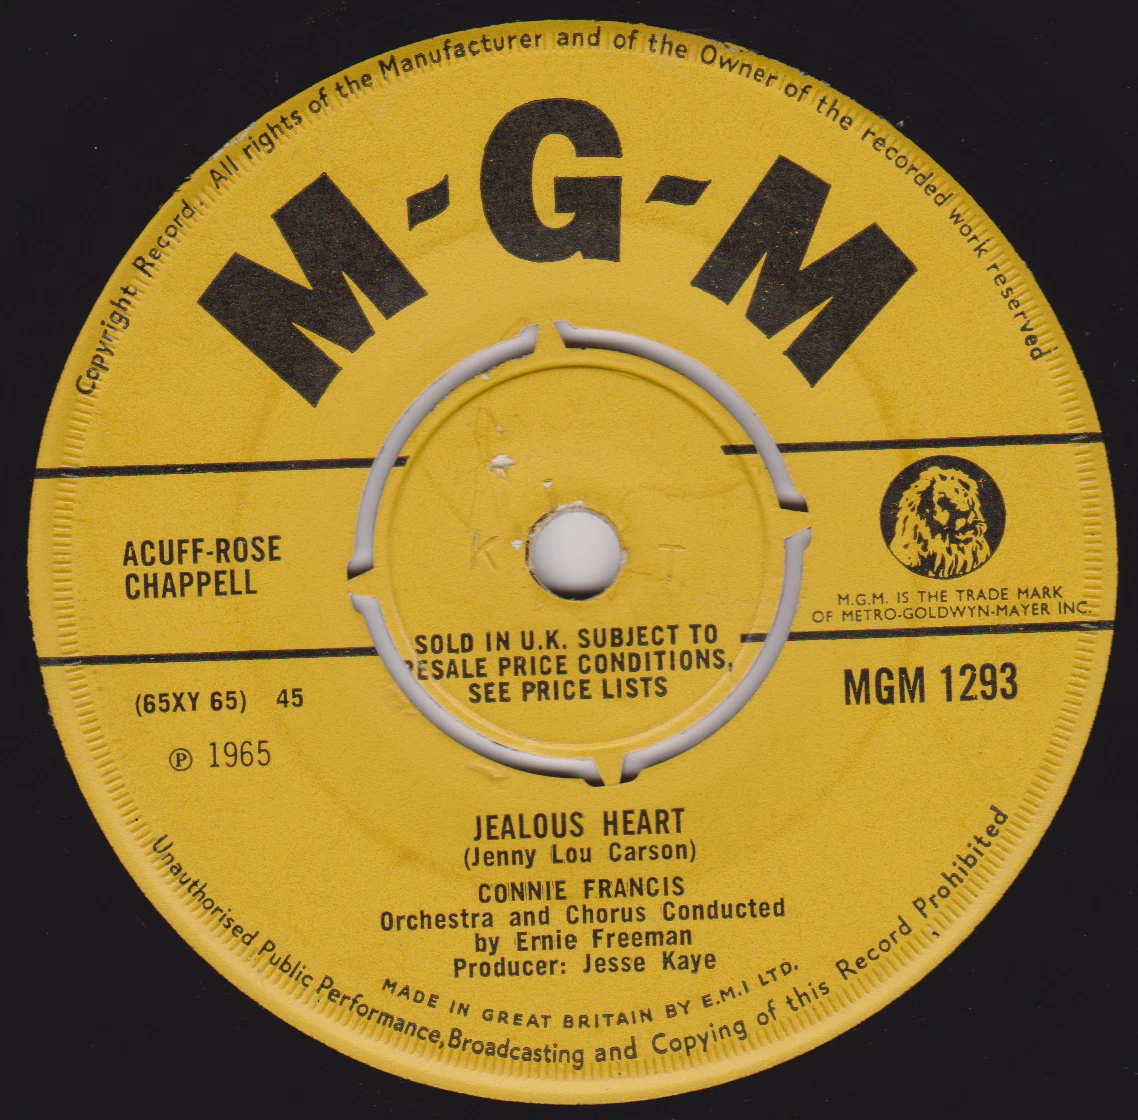 Copyright Record. All rights of the Manufacturer and of the Owner of the recorded work reserved
M-G-M
ACUFF-ROSE
CHAPPELL
M.G.M. IS THE TRADE MARK
OF METRO-GOLDWYN-MAYER INC.
SOLD IN U.K. SUBJECT TO
RESALE PRICE CONDITIONS,
SEE PRICE LISTS
(65XY 65) 45
MGM 1293
℗ 1965
JEALOUS HEART
(Jenny Lou Carson)
CONNIE FRANCIS
Orchestra and Chorus Conducted
by Ernie Freeman
Producer: Jesse Kaye
MADE IN GREAT BRITAIN BY E.M.I LTD.
Unauthorised Public Performance, Broadcasting and Copying of this Record Prohibited